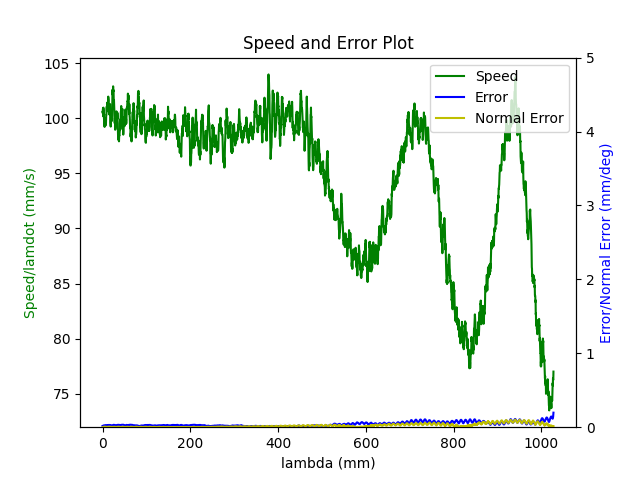 Speed and Error Plot
105
100
95
90
85
80
75
Speed/lamdot (mm/s)
5
4
3
2
1
0
Error/Normal Error (mm/deg)
Speed
Error
Normal Error
0 200 400 600 800 1000
lambda (mm)